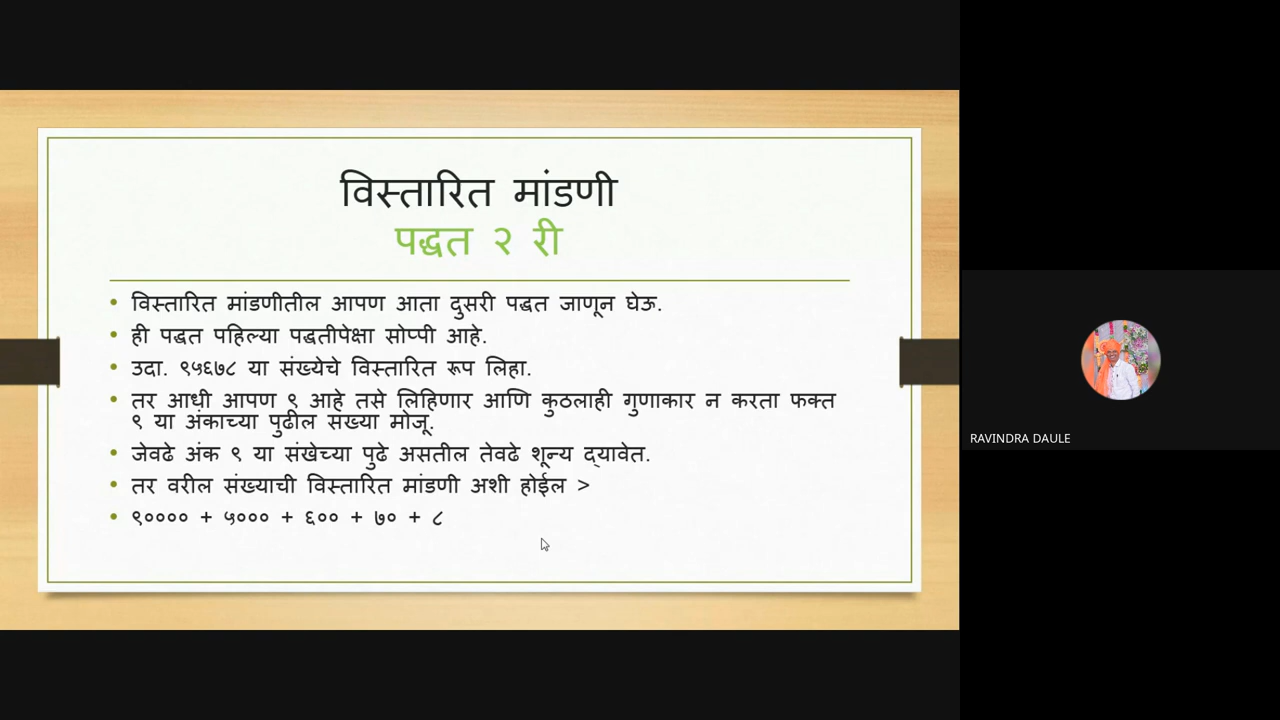 विस्तारित मांडणी
पद्धत २ री
• विस्तारित मांडणीतील आपण आता दुसरी पद्धत जाणून घेऊ.
• ही पद्धत पहिल्या पद्धतीपेक्षा सोप्पी आहे.
• उदा. ९५६७८ या संख्येचे विस्तारित रूप लिहा.
• तर आधी आपण ९ आहे तसे लिहिणार आणि कुठलाही गुणाकार न करता फक्त
९ या अंकाच्या पुढील संख्या मोजू.
• जेवढे अंक ९ या संखेच्या पुढे असतील तेवढे शून्य द्‌यावेत.
• तर वरील संख्याची विस्तारित मांडणी अशी होईल >
• ९०००० + ५००० + ६०० + ७० + ८
RAVINDRA DAULE